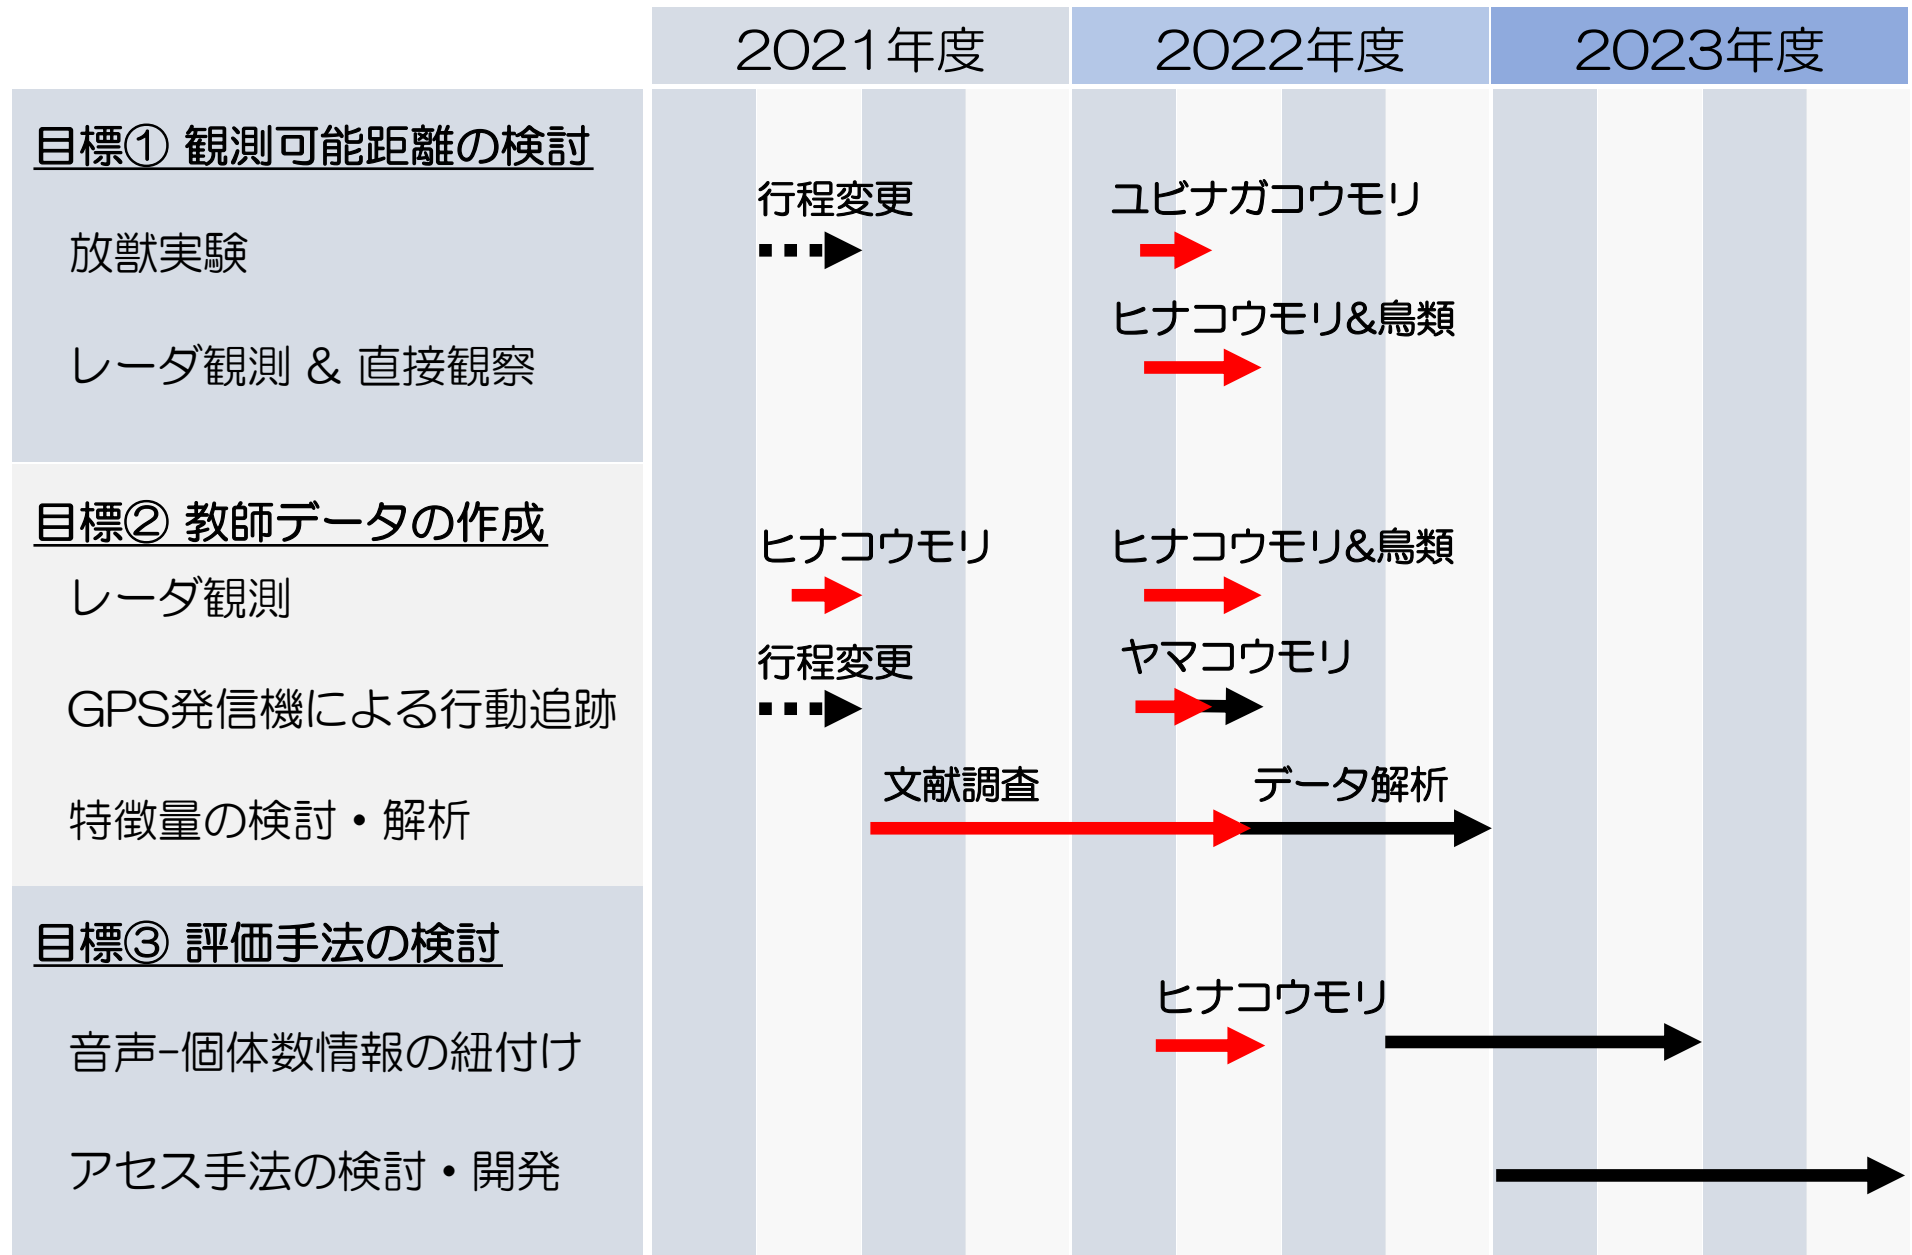 2021年度
2022年度
2023年度
目標① 観測可能距離の検討
行程変更
ユビナガコウモリ
放獣実験
ヒナコウモリ&鳥類
レーダ観測 & 直接観察
目標② 教師データの作成
ヒナコウモリ
ヒナコウモリ&鳥類
レーダ観測
行程変更
ヤマコウモリ
GPS発信機による行動追跡
文献調査
データ解析
特徴量の検討・解析
目標③ 評価手法の検討
ヒナコウモリ
音声-個体数情報の紐付け
アセス手法の検討・開発